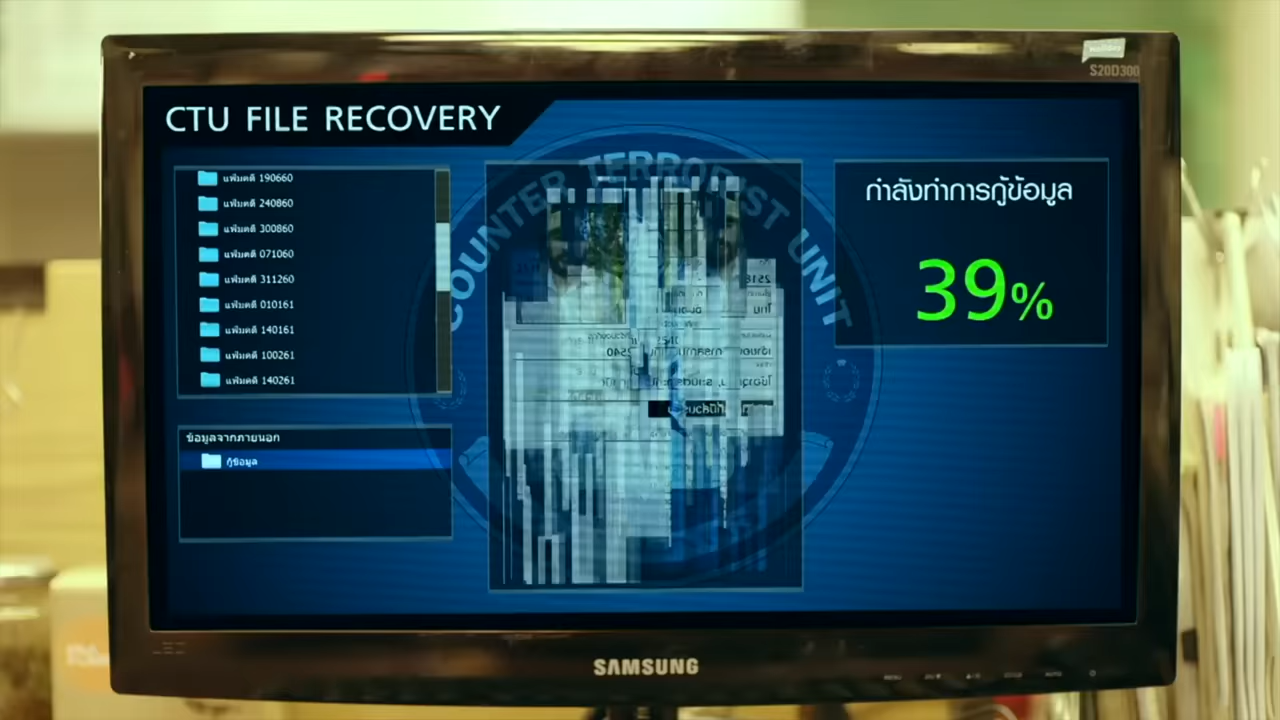 S20D300
CTU FILE RECOVERY
COUNTER TERRORIST UNIT
แฟ้มคดี 190660
แฟ้มคดี 240860
แฟ้มคดี 300860
แฟ้มคดี 071060
แฟ้มคดี 311260
แฟ้มคดี 010161
แฟ้มคดี 140161
แฟ้มคดี 100261
แฟ้มคดี 140261
ข้อมูลจากภายนอก
กู้ข้อมูล
กำลังทำการกู้ข้อมูล
39%
SAMSUNG